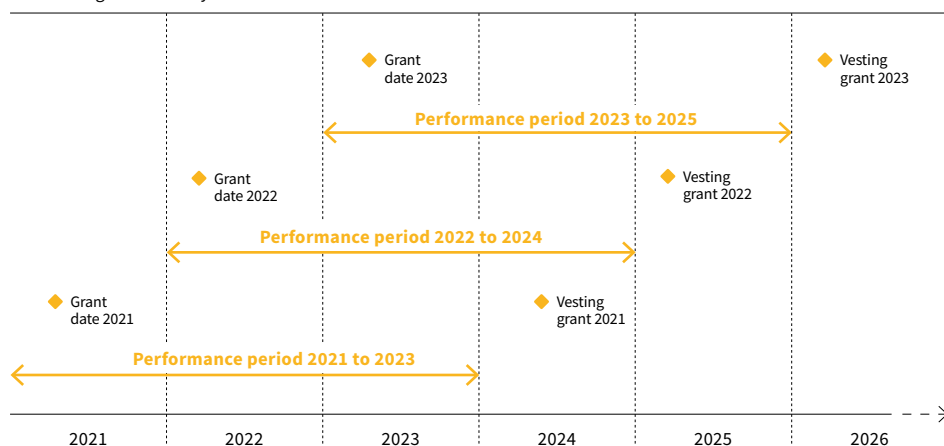 Grant
date 2023
Vesting
grant 2023
Performance period 2023 to 2025
Grant
date 2022
Vesting
grant 2022
Performance period 2022 to 2024
Grant
date 2021
Vesting
grant 2021
Performance period 2021 to 2023
2021 2022 2023 2024 2025 2026